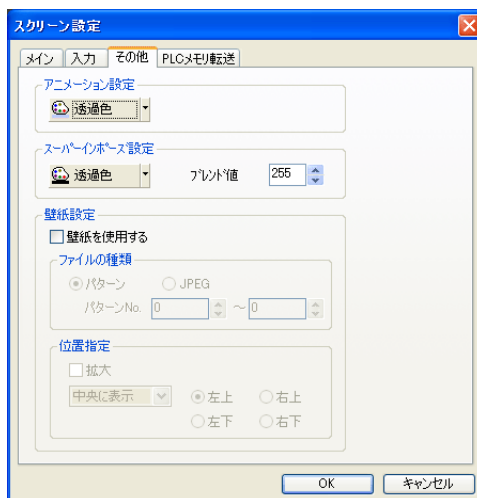 スクリーン設定
メイン 入力 その他 PLCメモリ転送
アニメーション設定
透過色
スーパーインポーズ設定
透過色 ブレンド値 255
壁紙設定
壁紙を使用する
ファイルの種類
パターン JPEG
パターンNo. 0 ～ 0
位置指定
拡大
中央に表示 左上 右上
左下 右下
OK キャンセル